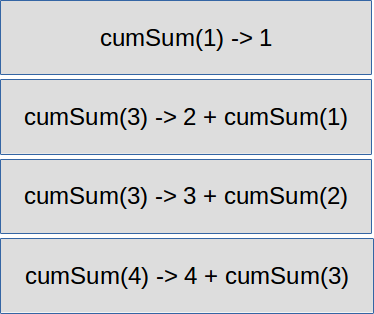 cumSum(1) -> 1
cumSum(3) -> 2 + cumSum(1)
cumSum(3) -> 3 + cumSum(2)
cumSum(4) -> 4 + cumSum(3)